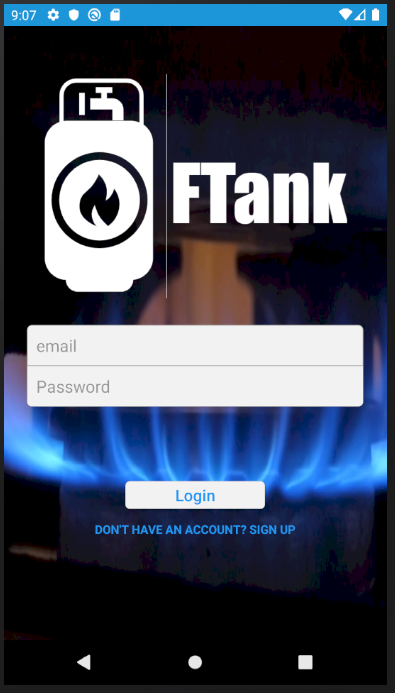 9:07
FTank
email
Password
Login
DON'T HAVE AN ACCOUNT? SIGN UP